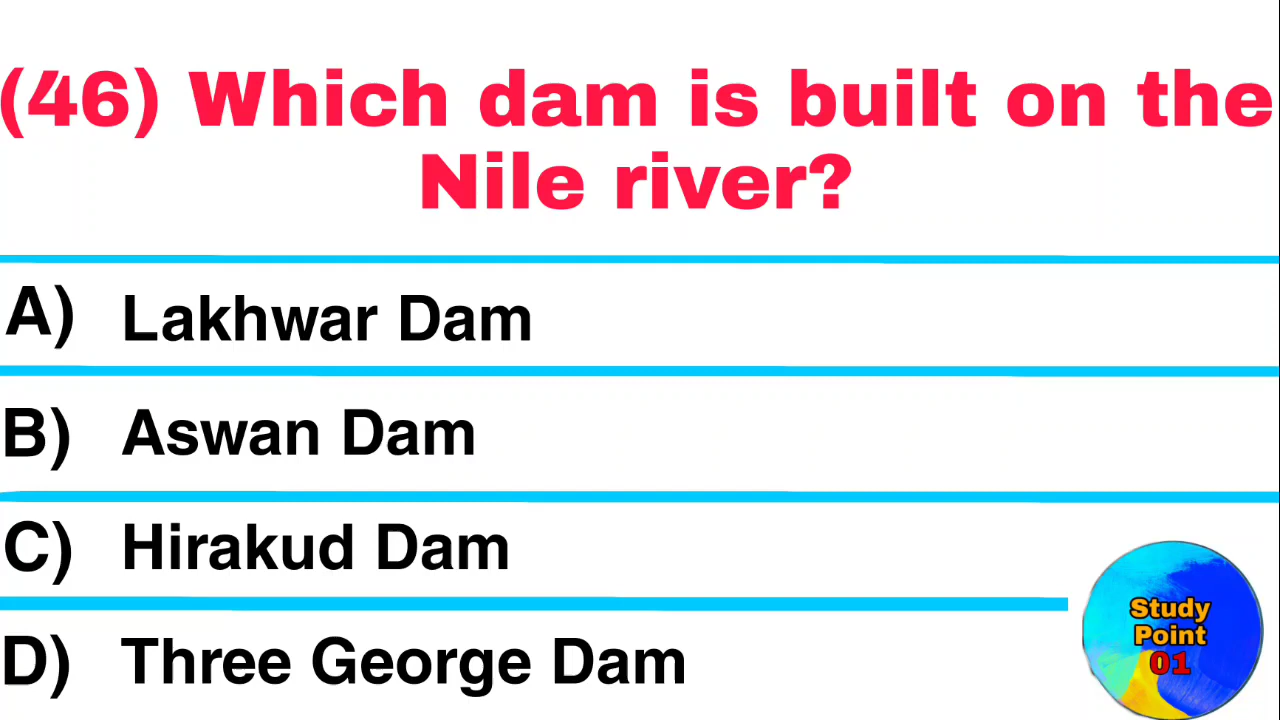 (46) Which dam is built on the
Nile river?
A) Lakhwar Dam
B) Aswan Dam
C) Hirakud Dam
D) Three George Dam
Study
Point
01